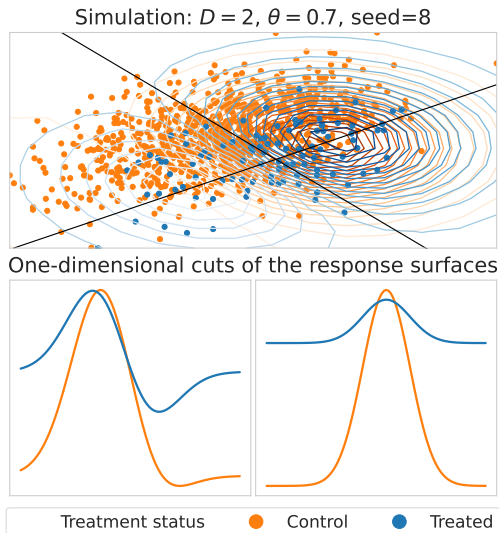 Simulation: D = 2, θ = 0.7, seed=8
One-dimensional cuts of the response surfaces
Treatment status Control Treated